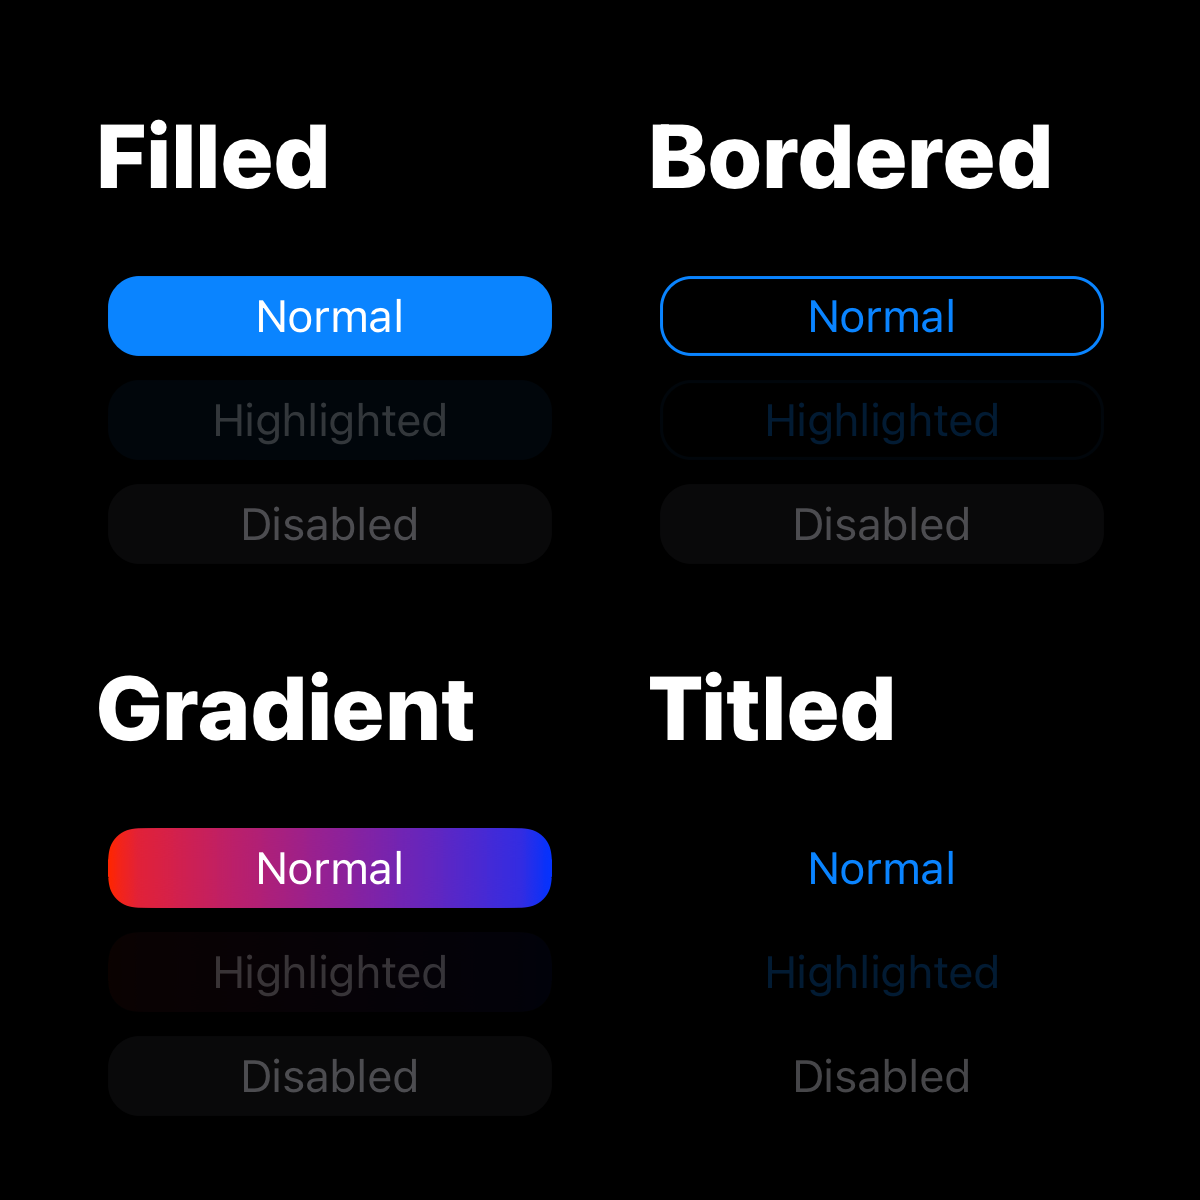 Filled
Normal
Highlighted
Disabled
Bordered
Normal
Highlighted
Disabled
Gradient
Normal
Highlighted
Disabled
Titled
Normal
Highlighted
Disabled